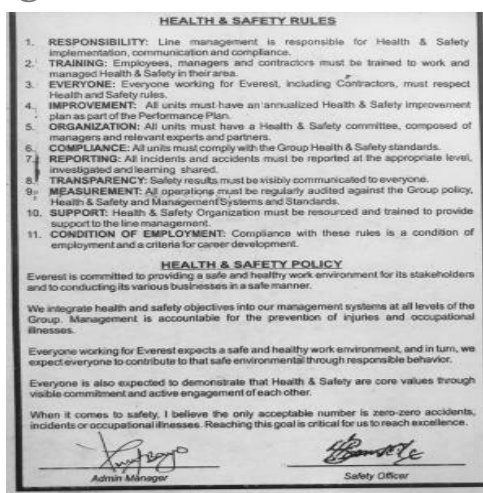 HEALTH & SAFETY RULES
1. RESPONSIBILITY: Line management is responsible for Health & Safety
implementation, communication and compliance.
2. TRAINING: Employees, managers and contractors must be trained to work and
managed Health & Safety in their area.
3. EVERYONE: Everyone working for Everest, including Contractors, must respect
Health and Safety rules.
4. IMPROVEMENT: All units must have an annualized Health & Safety improvement
plan as part of the Performance Plan.
5. ORGANIZATION: All units must have a Health & Safety committee, composed of
managers and relevant experts and partners.
6. COMPLIANCE: All units must comply with the Group Health & Safety standards.
7. REPORTING: All incidents and accidents must be reported at the appropriate level,
investigated and learning shared.
8. TRANSPARENCY: Safety results must be visibly communicated to everyone.
9. MEASUREMENT: All operations must be regularly audited against the Group policy,
Health & Safety and Management Systems and Standards.
10. SUPPORT: Health & Safety Organization must be resourced and trained to provide
support to the line management.
11. CONDITION OF EMPLOYMENT: Compliance with these rules is a condition of
employment and a criteria for career development.
HEALTH & SAFETY POLICY
Everest is committed to providing a safe and healthy work environment for its stakeholders
and to conducting its various businesses in a safe manner.
We integrate health and safety objectives into our management systems at all levels of the
Group. Management is accountable for the prevention of injuries and occupational
illnesses.
Everyone working for Everest expects a safe and healthy work environment, and in turn, we
expect everyone to contribute to that safe environmental through responsible behavior.
Everyone is also expected to demonstrate that Health & Safety are core values through
visible commitment and active engagement of each other.
When it comes to safety, I believe the only acceptable number is zero-zero accidents,
incidents or occupational illnesses. Reaching this goal is critical for us to reach excellence.
Admin Manager
Safety Officer